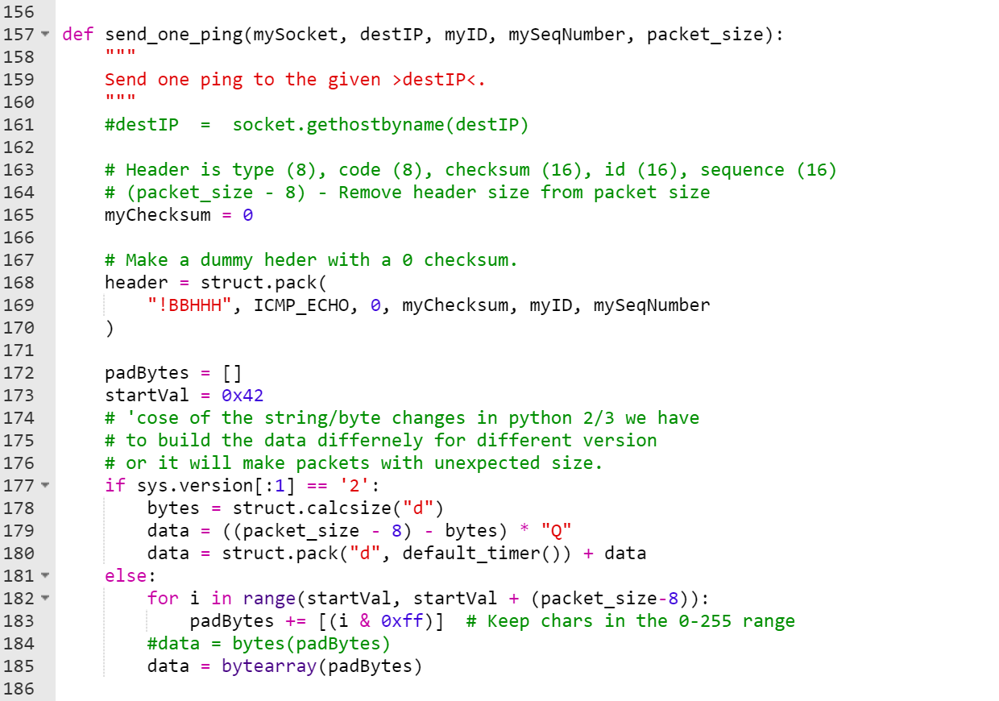 156
157 def send_one_ping(mySocket, destIP, myID, mySeqNumber, packet_size):
158     """
159     Send one ping to the given >destIP<.
160     """
161     #destIP  =  socket.gethostbyname(destIP)
162
163     # Header is type (8), code (8), checksum (16), id (16), sequence (16)
164     # (packet_size - 8) - Remove header size from packet size
165     myChecksum = 0
166
167     # Make a dummy heder with a 0 checksum.
168     header = struct.pack(
169         "!BBHHH", ICMP_ECHO, 0, myChecksum, myID, mySeqNumber
170     )
171
172     padBytes = []
173     startVal = 0x42
174     # 'cose of the string/byte changes in python 2/3 we have
175     # to build the data differnely for different version
176     # or it will make packets with unexpected size.
177     if sys.version[:1] == '2':
178         bytes = struct.calcsize("d")
179         data = ((packet_size - 8) - bytes) * "Q"
180         data = struct.pack("d", default_timer()) + data
181     else:
182         for i in range(startVal, startVal + (packet_size-8)):
183             padBytes += [(i & 0xff)]  # Keep chars in the 0-255 range
184         #data = bytes(padBytes)
185         data = bytearray(padBytes)
186